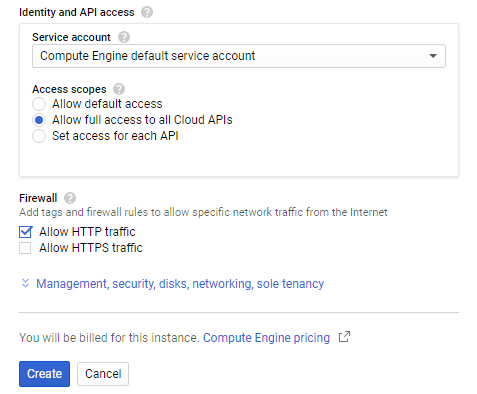 Identity and API access
Service account
Compute Engine default service account
Access scopes
Allow default access
Allow full access to all Cloud APIs
Set access for each API
Firewall
Add tags and firewall rules to allow specific network traffic from the Internet
Allow HTTP traffic
Allow HTTPS traffic
Management, security, disks, networking, sole tenancy
You will be billed for this instance. Compute Engine pricing
Create Cancel